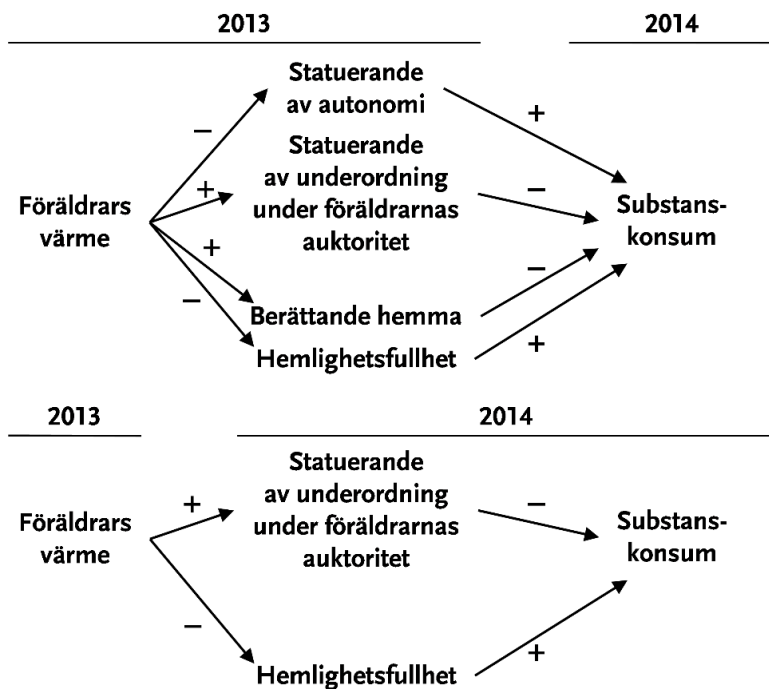 2013
2014
Statuerande
av autonomi
+
–
Statuerande
av underordning
under föräldrarnas
auktoritet
+
–
Föräldrars
värme
Substans-
konsum
+
–
–
Berättande hemma
Hemlighetsfullhet
+
2013
2014
Statuerande
av underordning
under föräldrarnas
auktoritet
+
–
Föräldrars
värme
Substans-
konsum
–
+
Hemlighetsfullhet